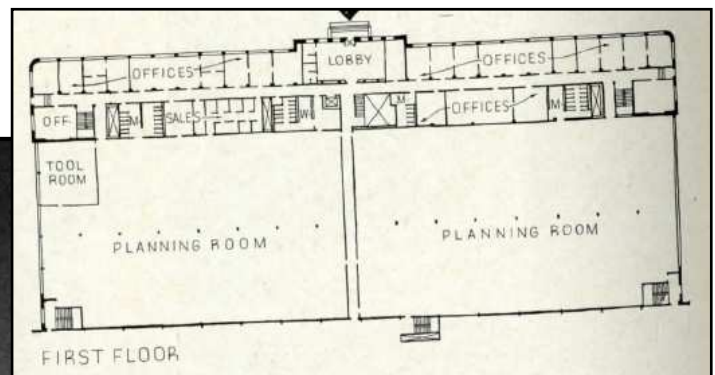 LOBBY
OFFICES
OFFICES
OFF.
M
SALES
W
M
OFFICES
M
TOOL
ROOM
PLANNING ROOM
PLANNING ROOM
FIRST FLOOR